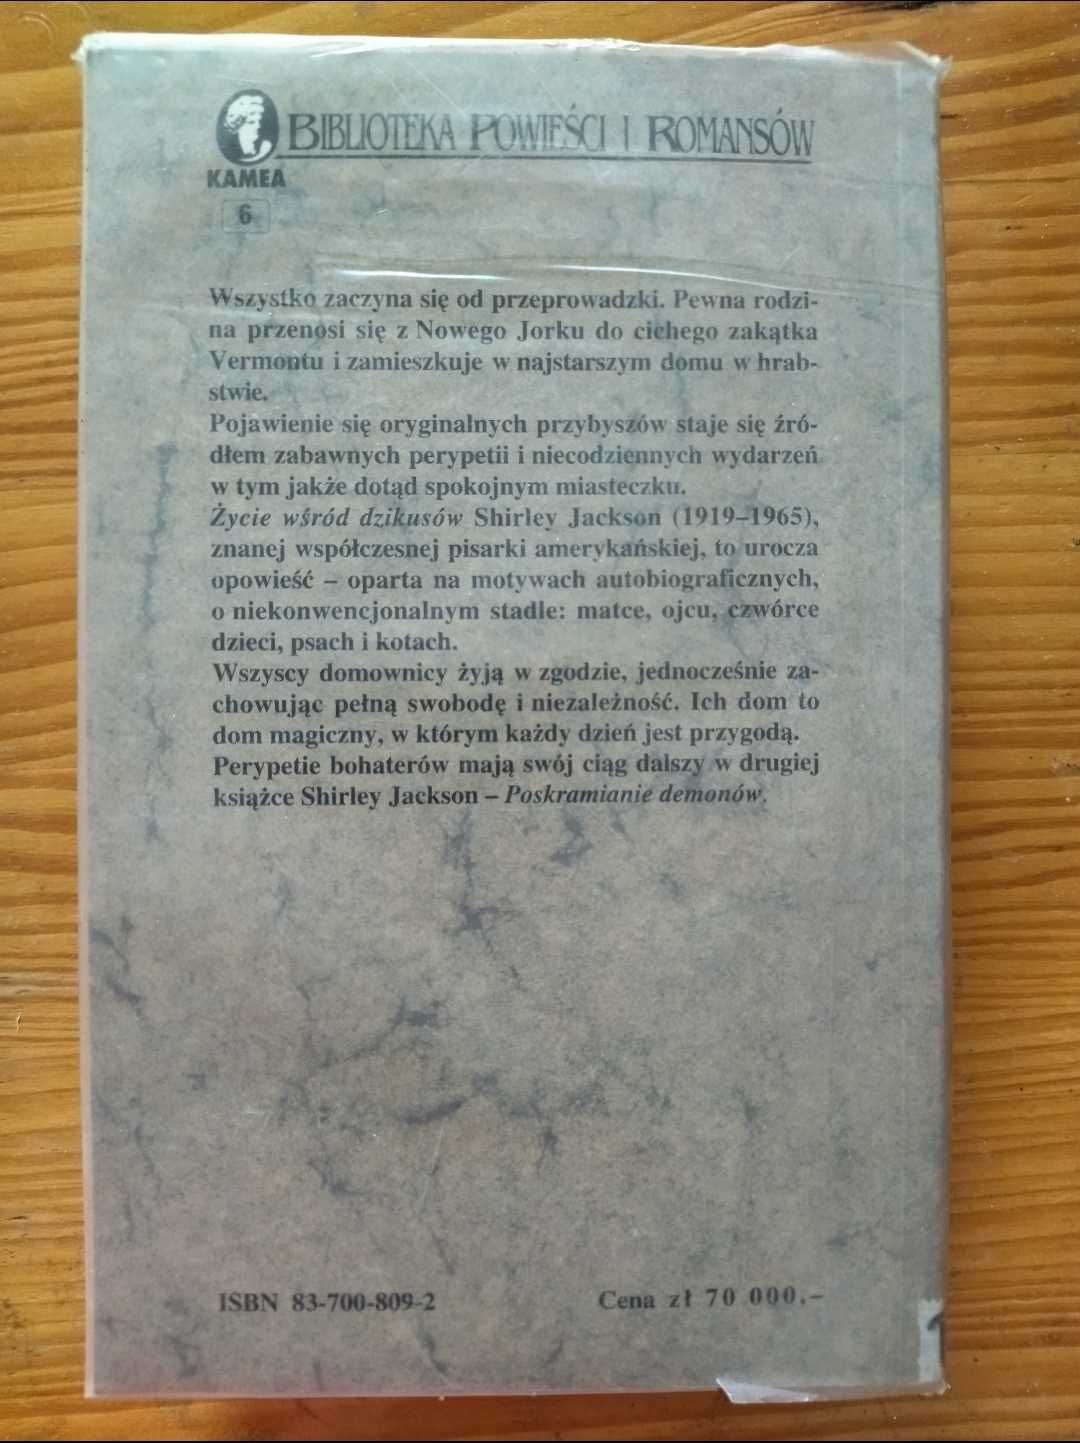 BIBLIOTEKA POWIEŚCI I ROMANSÓW
KAMEA
6
Wszystko zaczyna się od przeprowadzki. Pewna rodzi-
na przenosi się z Nowego Jorku do cichego zakątka
Vermontu i zamieszkuje w najstarszym domu w hrab-
stwie.
Pojawienie się oryginalnych przybyszów staje się źró-
dłem zabawnych perypetii i niecodziennych wydarzeń
w tym jakże dotąd spokojnym miasteczku.
Życie wśród dzikusów Shirley Jackson (1919–1965),
znanej współczesnej pisarki amerykańskiej, to urocza
opowieść – oparta na motywach autobiograficznych,
o niekonwencjonalnym stadle: matce, ojcu, czwórce
dzieci, psach i kotach.
Wszyscy domownicy żyją w zgodzie, jednocześnie za-
chowując pełną swobodę i niezależność. Ich dom to
dom magiczny, w którym każdy dzień jest przygodą.
Perypetie bohaterów mają swój ciąg dalszy w drugiej
książce Shirley Jackson – Poskramianie demonów.
ISBN 83-700-809-2
Cena zł 70 000,–